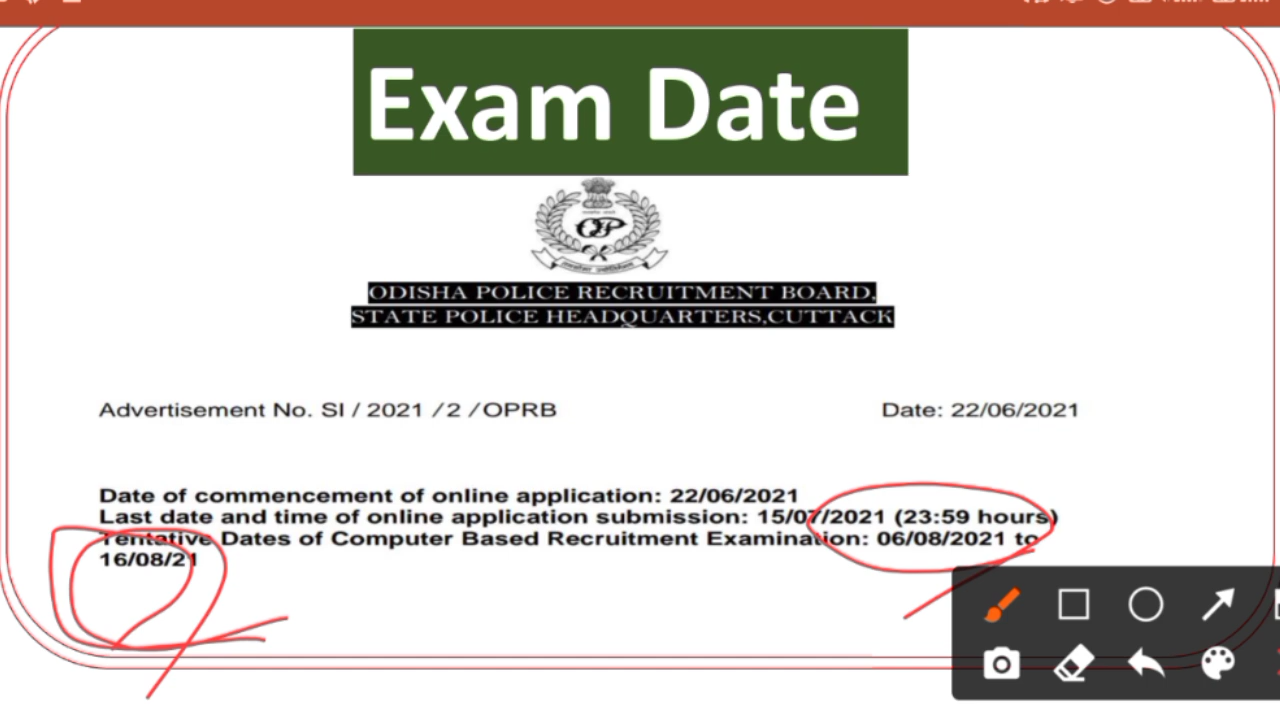 Exam Date
ODISHA POLICE RECRUITMENT BOARD,
STATE POLICE HEADQUARTERS,CUTTACK
Advertisement No. SI / 2021 /2 /OPRB Date: 22/06/2021
Date of commencement of online application: 22/06/2021
Last date and time of online application submission: 15/07/2021 (23:59 hours)
Tentative Dates of Computer Based Recruitment Examination: 06/08/2021 to
16/08/21